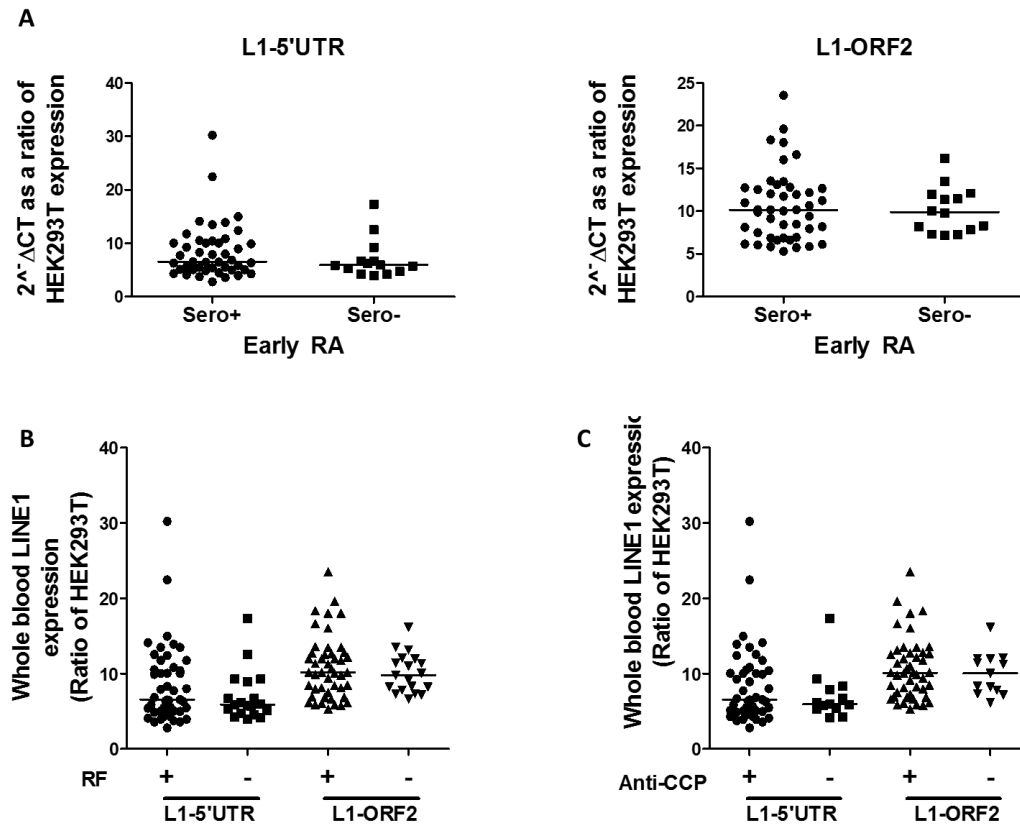 A
L1-5'UTR
2^-ΔCT as a ratio of
HEK293T expression
40
30
20
10
0
Sero+ Sero-
Early RA
L1-ORF2
2^-ΔCT as a ratio of
HEK293T expression
25
20
15
10
5
0
Sero+ Sero-
Early RA
B
Whole blood LINE1
expression
(Ratio of HEK293T)
40
30
20
10
0
RF + - + -
L1-5'UTR L1-ORF2
C
Whole blood LINE1 expressi
(Ratio of HEK293T)
40
30
20
10
0
Anti-CCP + - + -
L1-5'UTR L1-ORF2